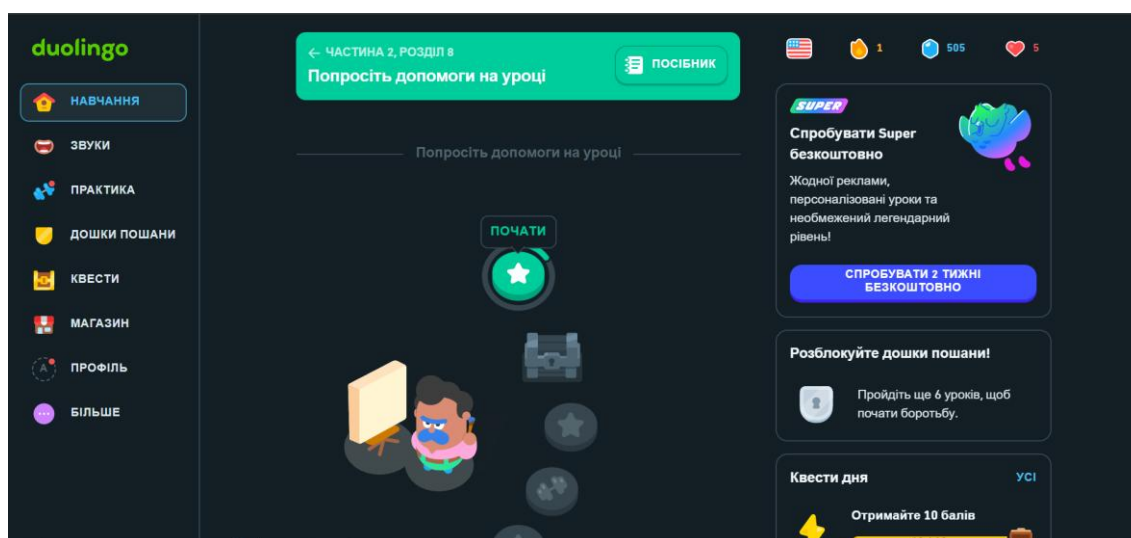 duolingo
НАВЧАННЯ
ЗВУКИ
ПРАКТИКА
ДОШКИ ПОШАНИ
КВЕСТИ
МАГАЗИН
А
ПРОФІЛЬ
БІЛЬШЕ
← ЧАСТИНА 2, РОЗДІЛ 8
Попросіть допомоги на уроці
ПОСІБНИК
Попросіть допомоги на уроці
ПОЧАТИ
1
505
5
SUPER
Спробувати Super
безкоштовно
Жодної реклами,
персоналізовані уроки та
необмежений легендарний
рівень!
СПРОБУВАТИ 2 ТИЖНІ
БЕЗКОШТОВНО
Розблокуйте дошки пошани!
Пройдіть ще 6 уроків, щоб
почати боротьбу.
Квести дня
УСІ
Отримайте 10 балів